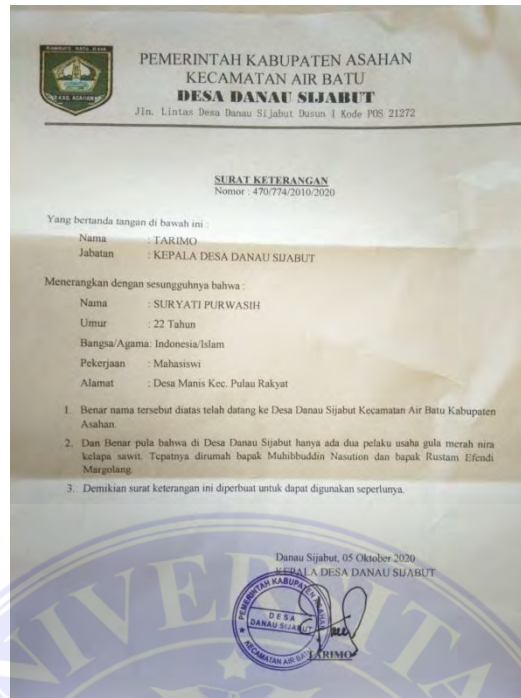 PEMERINTAH KABUPATEN ASAHAN
KECAMATAN AIR BATU
DESA DANAU SIJABUT
Jln. Lintas Desa Danau Sijabut Dusun I Kode POS 21272
KAB. ASAHAN
SURAT KETERANGAN
Nomor : 470/774/2010/2020
Yang bertanda tangan di bawah ini :
Nama : TARIMO
Jabatan : KEPALA DESA DANAU SIJABUT
Menerangkan dengan sesungguhnya bahwa :
Nama : SURYATI PURWASIH
Umur : 22 Tahun
Bangsa/Agama: Indonesia/Islam
Pekerjaan : Mahasiswi
Alamat : Desa Manis Kec. Pulau Rakyat
1. Benar nama tersebut diatas telah datang ke Desa Danau Sijabut Kecamatan Air Batu Kabupaten
Asahan.
2. Dan Benar pula bahwa di Desa Danau Sijabut hanya ada dua pelaku usaha gula merah nira
kelapa sawit. Tepatnya dirumah bapak Muhibbuddin Nasution dan bapak Rustam Efendi
Margolang.
3. Demikian surat keterangan ini diperbuat untuk dapat digunakan seperlunya.
Danau Sijabut, 05 Oktober 2020
KEPALA DESA DANAU SIJABUT
DESA
DANAU SIJABUT
KECAMATAN AIR BATU
TARIMO